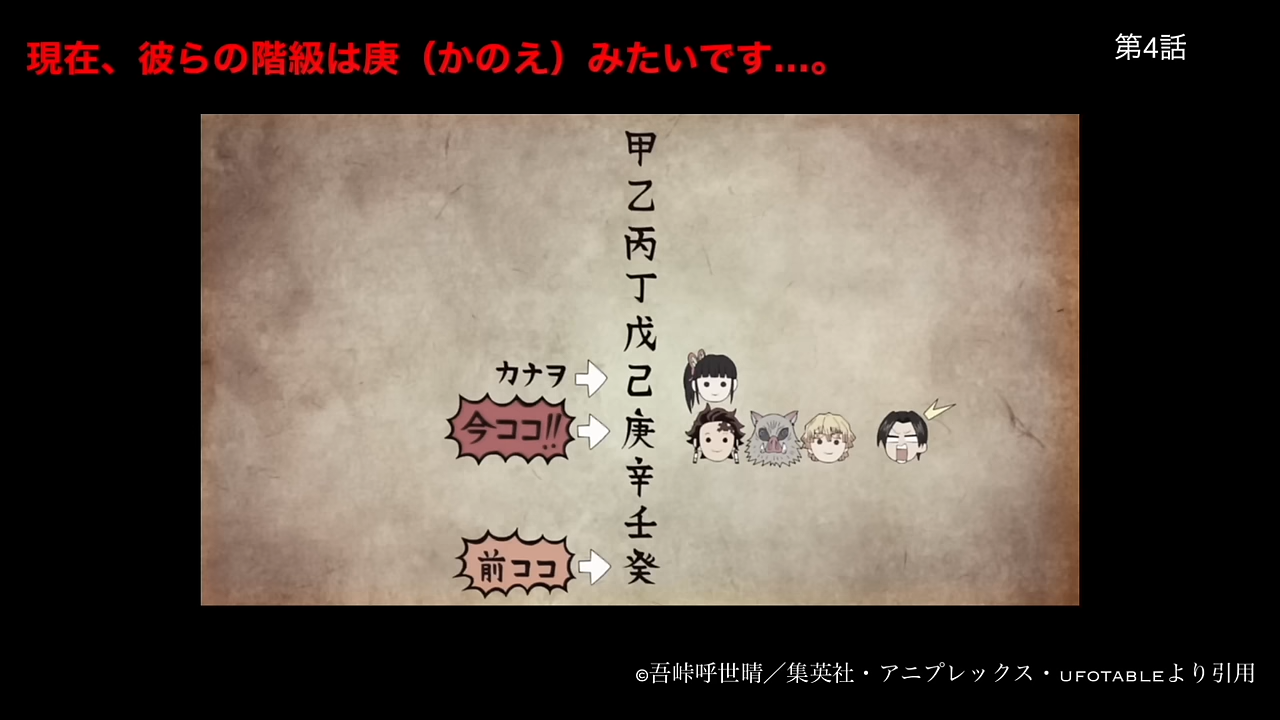 現在、彼らの階級は庚（かのえ）みたいです…。
第4話
甲
乙
丙
丁
戊
カナヲ
己
今ココ!!
庚
辛
壬
前ココ
癸
©吾峠呼世晴／集英社・アニプレックス・UFOTABLEより引用